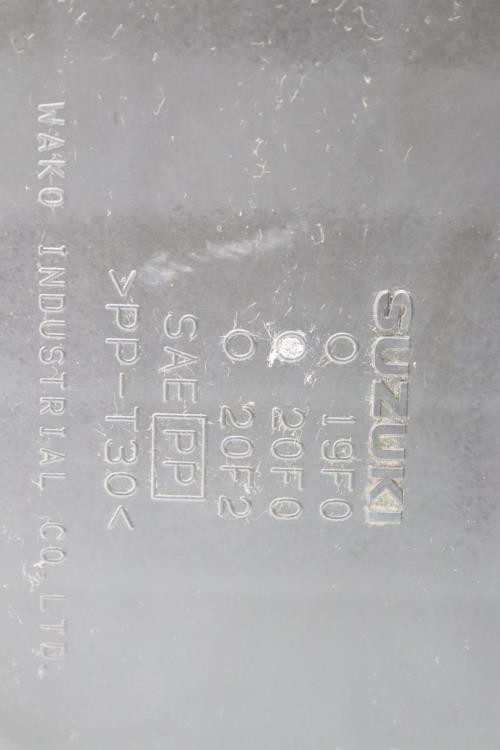 SUZUKI
O 19F0
O 20F0
O 20F2
SAE PP
>PP-T30<
WAKO INDUSTRIAL CO.,LTD.